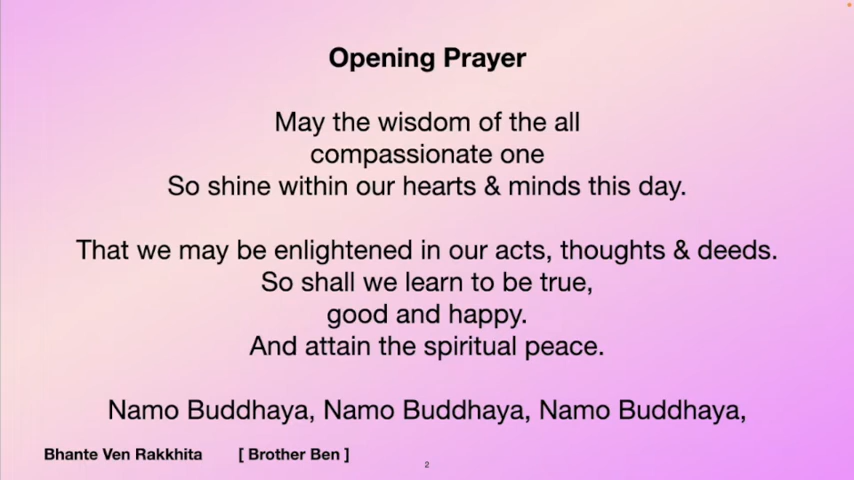 Opening Prayer
May the wisdom of the all
compassionate one
So shine within our hearts & minds this day.
That we may be enlightened in our acts, thoughts & deeds.
So shall we learn to be true,
good and happy.
And attain the spiritual peace.
Namo Buddhaya, Namo Buddhaya, Namo Buddhaya,
Bhante Ven Rakkhita [ Brother Ben ]
2